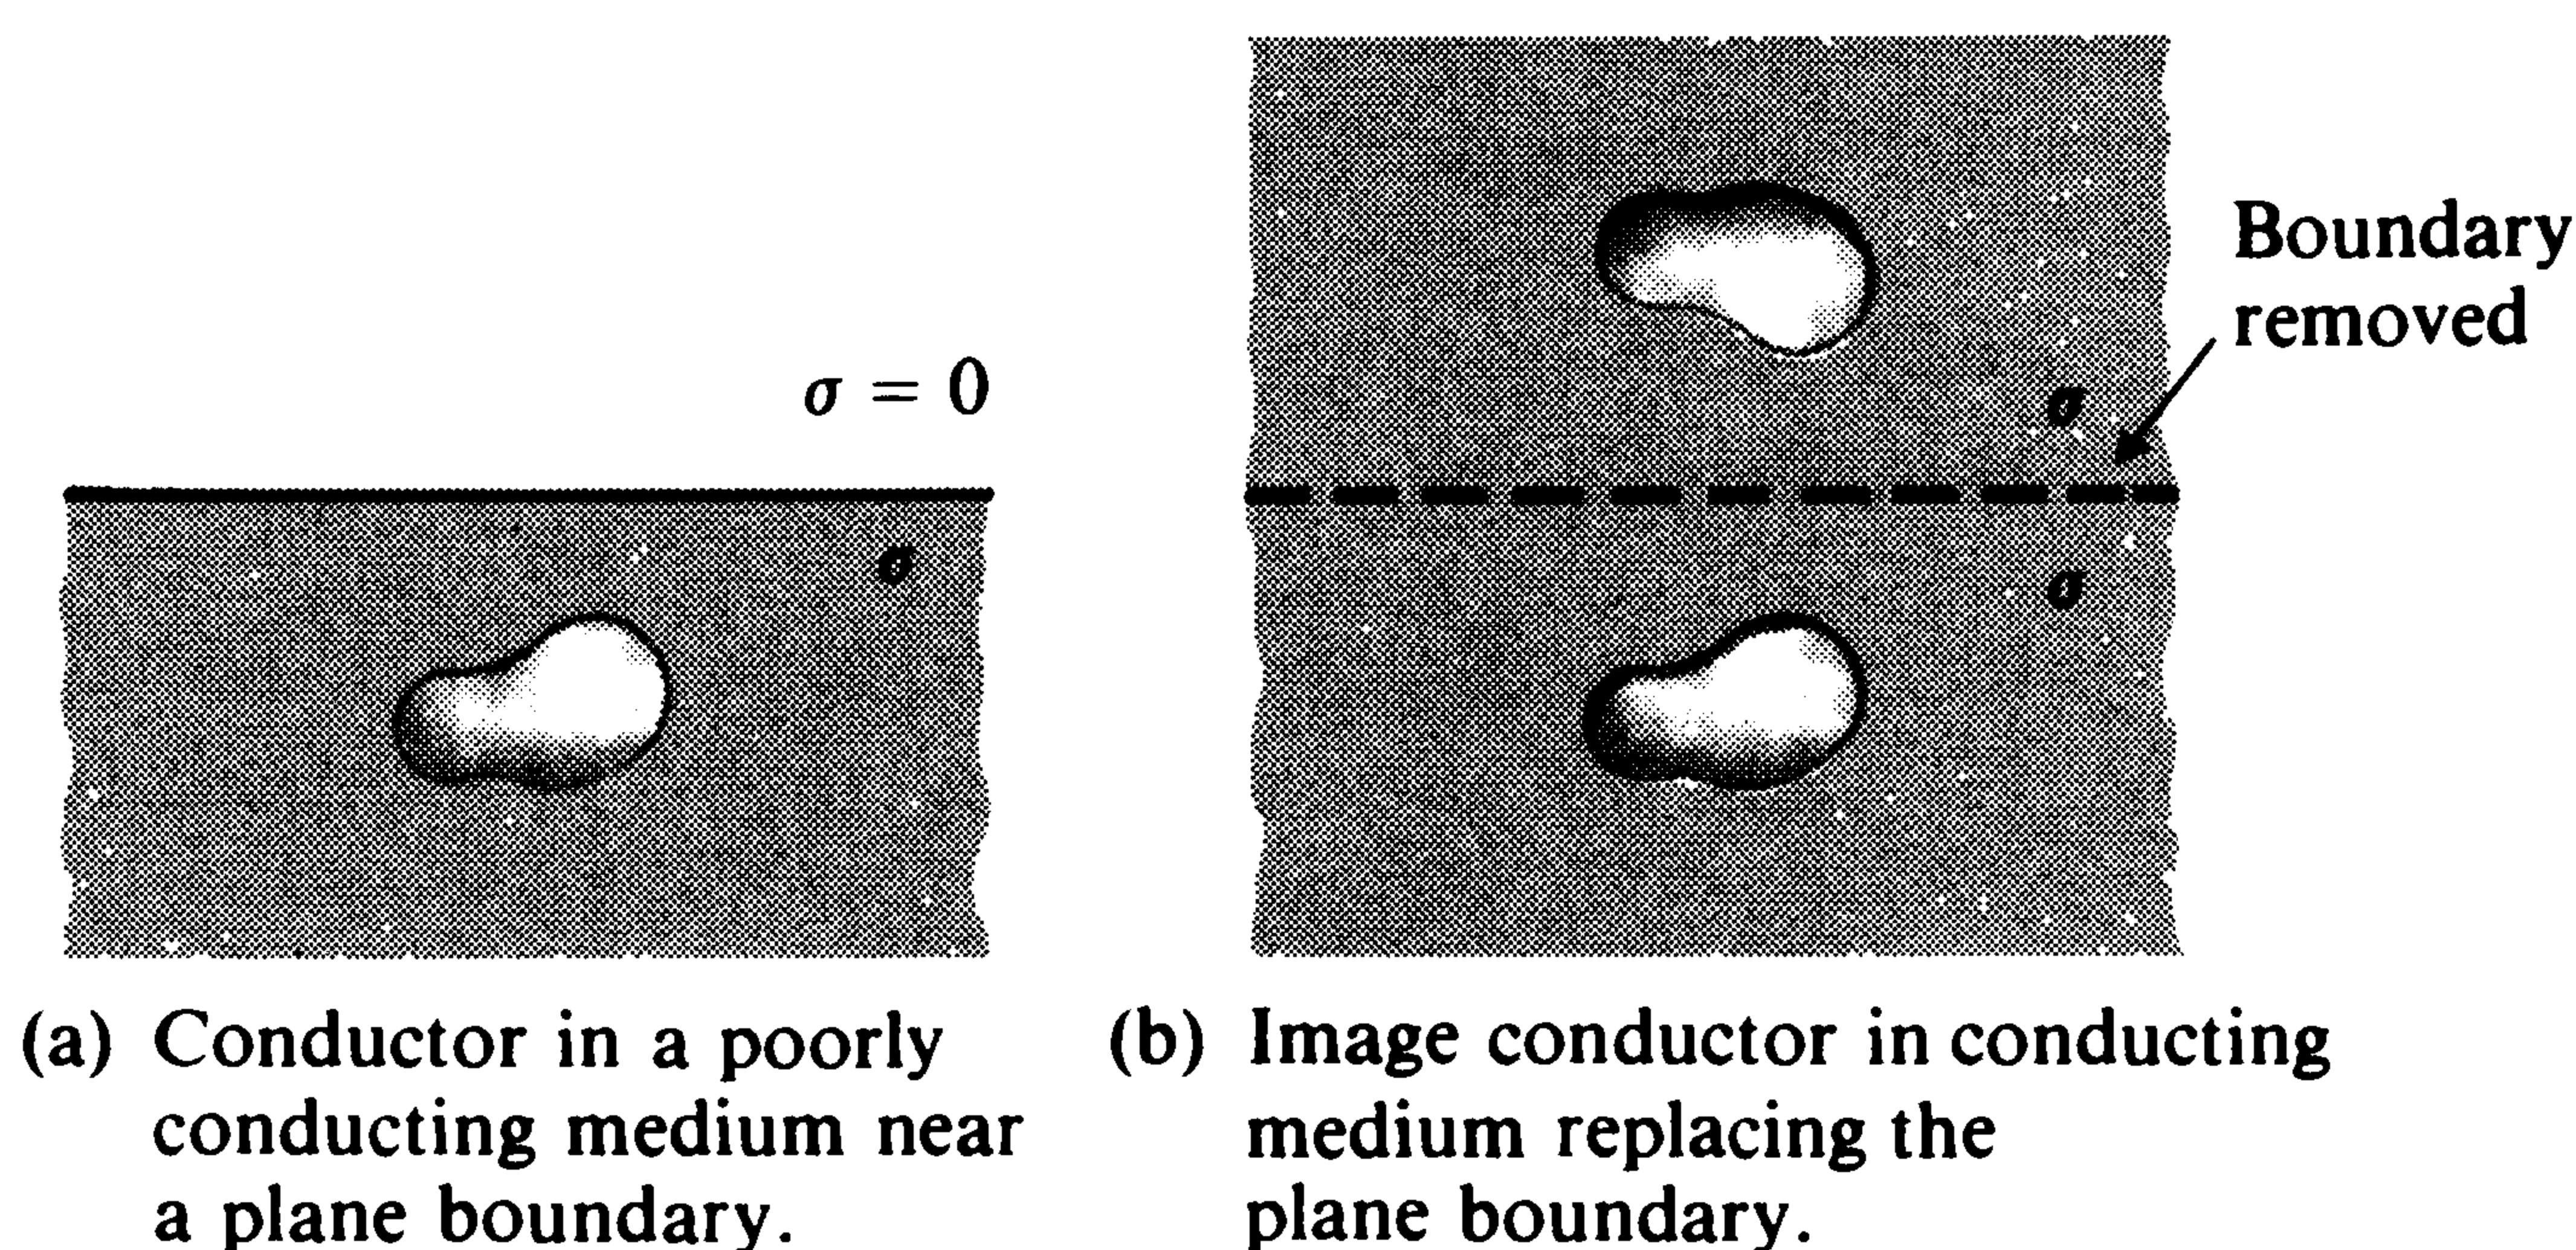 σ = 0
σ
Boundary
removed
σ
σ
(a) Conductor in a poorly
conducting medium near
a plane boundary.
(b) Image conductor in conducting
medium replacing the
plane boundary.